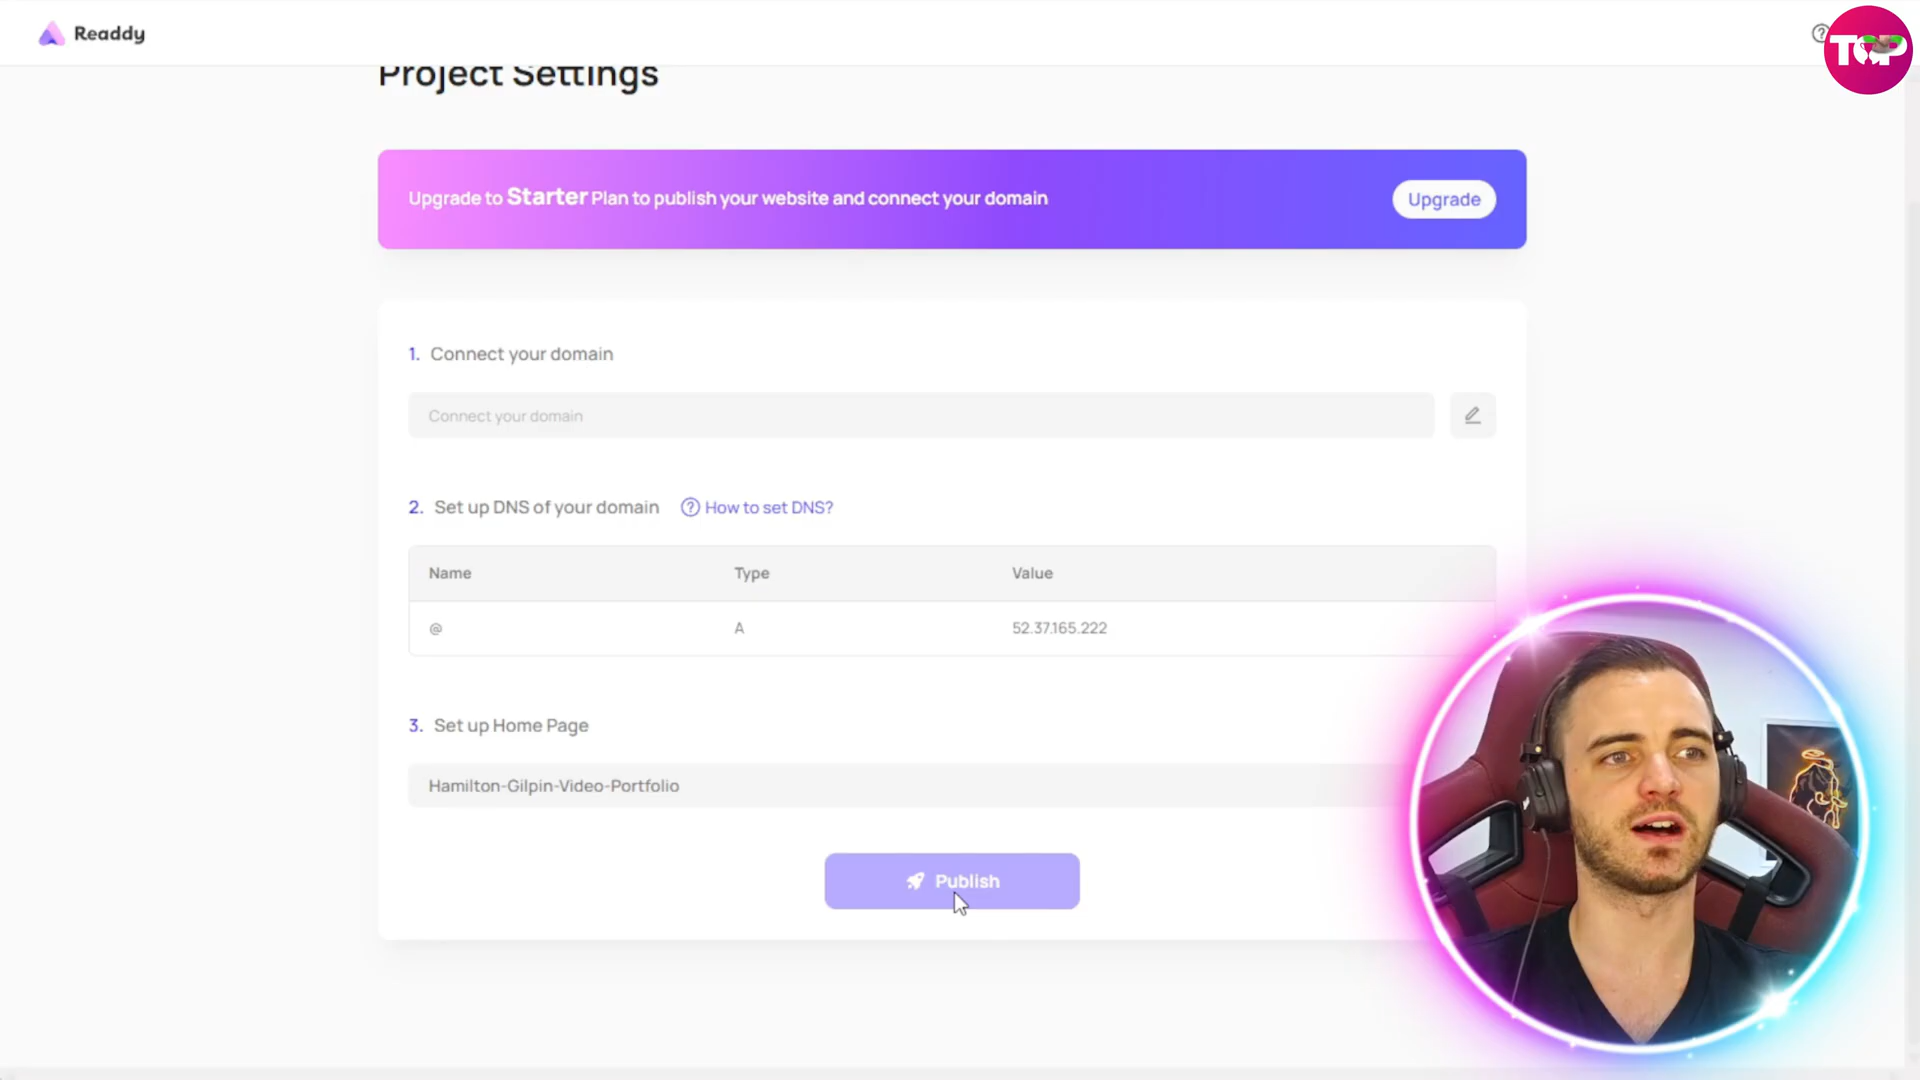 Readdy
TOP
Project Settings
Upgrade to Starter Plan to publish your website and connect your domain
Upgrade
1. Connect your domain
Connect your domain
2. Set up DNS of your domain
? How to set DNS?
Name Type Value
@ A 52.37.165.222
3. Set up Home Page
Hamilton-Gilpin-Video-Portfolio
Publish